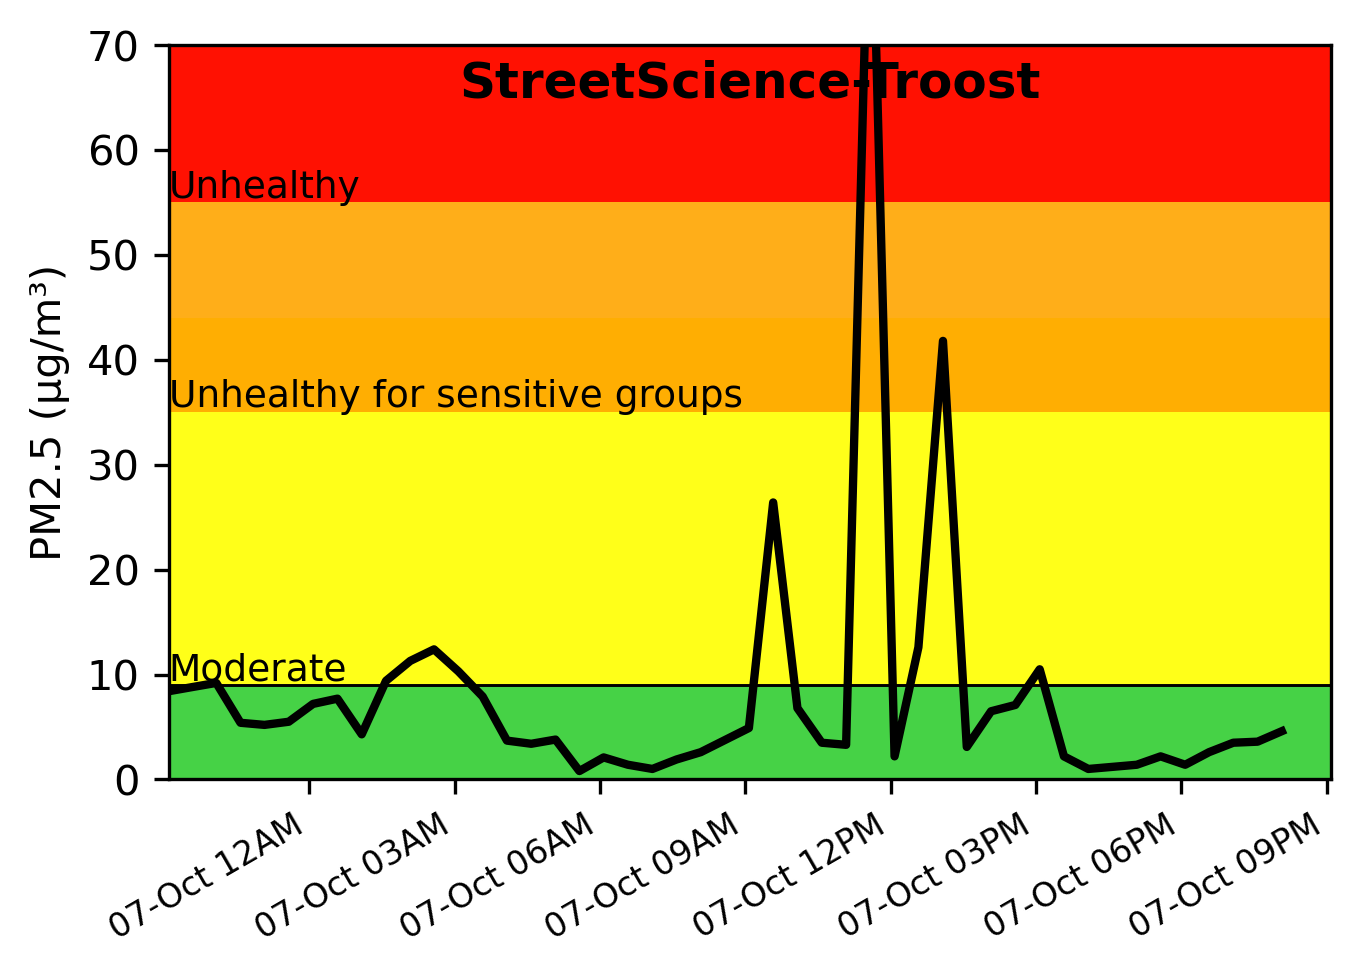 StreetScience-Troost
PM2.5 (µg/m³)
70
60
50
40
30
20
10
0
Unhealthy
Unhealthy for sensitive groups
Moderate
07-Oct 12AM
07-Oct 03AM
07-Oct 06AM
07-Oct 09AM
07-Oct 12PM
07-Oct 03PM
07-Oct 06PM
07-Oct 09PM